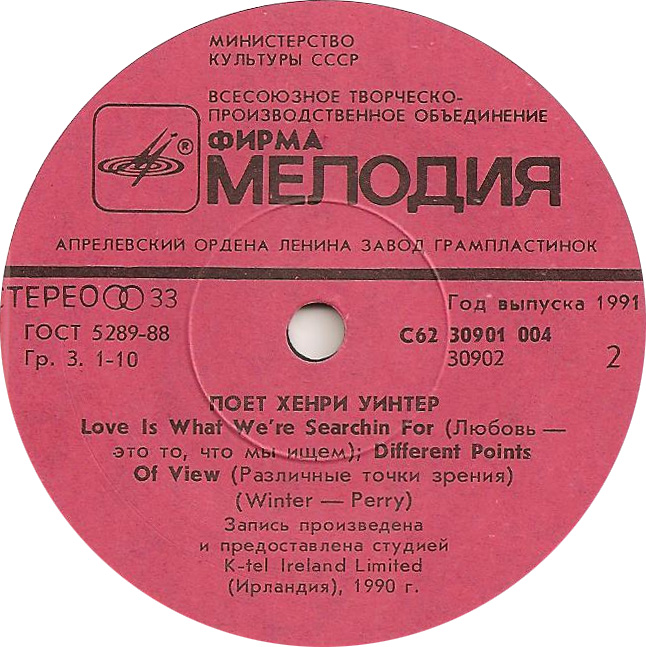 МИНИСТЕРСТВО
КУЛЬТУРЫ СССР
ВСЕСОЮЗНОЕ ТВОРЧЕСКО-
ПРОИЗВОДСТВЕННОЕ ОБЪЕДИНЕНИЕ
ФИРМА
®
МЕЛОДИЯ
АПРЕЛЕВСКИЙ ОРДЕНА ЛЕНИНА ЗАВОД ГРАМПЛАСТИНОК
СТЕРЕО 33
Год выпуска 1991
ГОСТ 5289-88
С62 30901 004
Гр. 3. 1-10
30902
2
ПОЕТ ХЕНРИ УИНТЕР
Love Is What We're Searchin For (Любовь —
это то, что мы ищем); Different Points
Of View (Различные точки зрения)
(Winter — Perry)
Запись произведена
и предоставлена студией
K-tel Ireland Limited
(Ирландия), 1990 г.